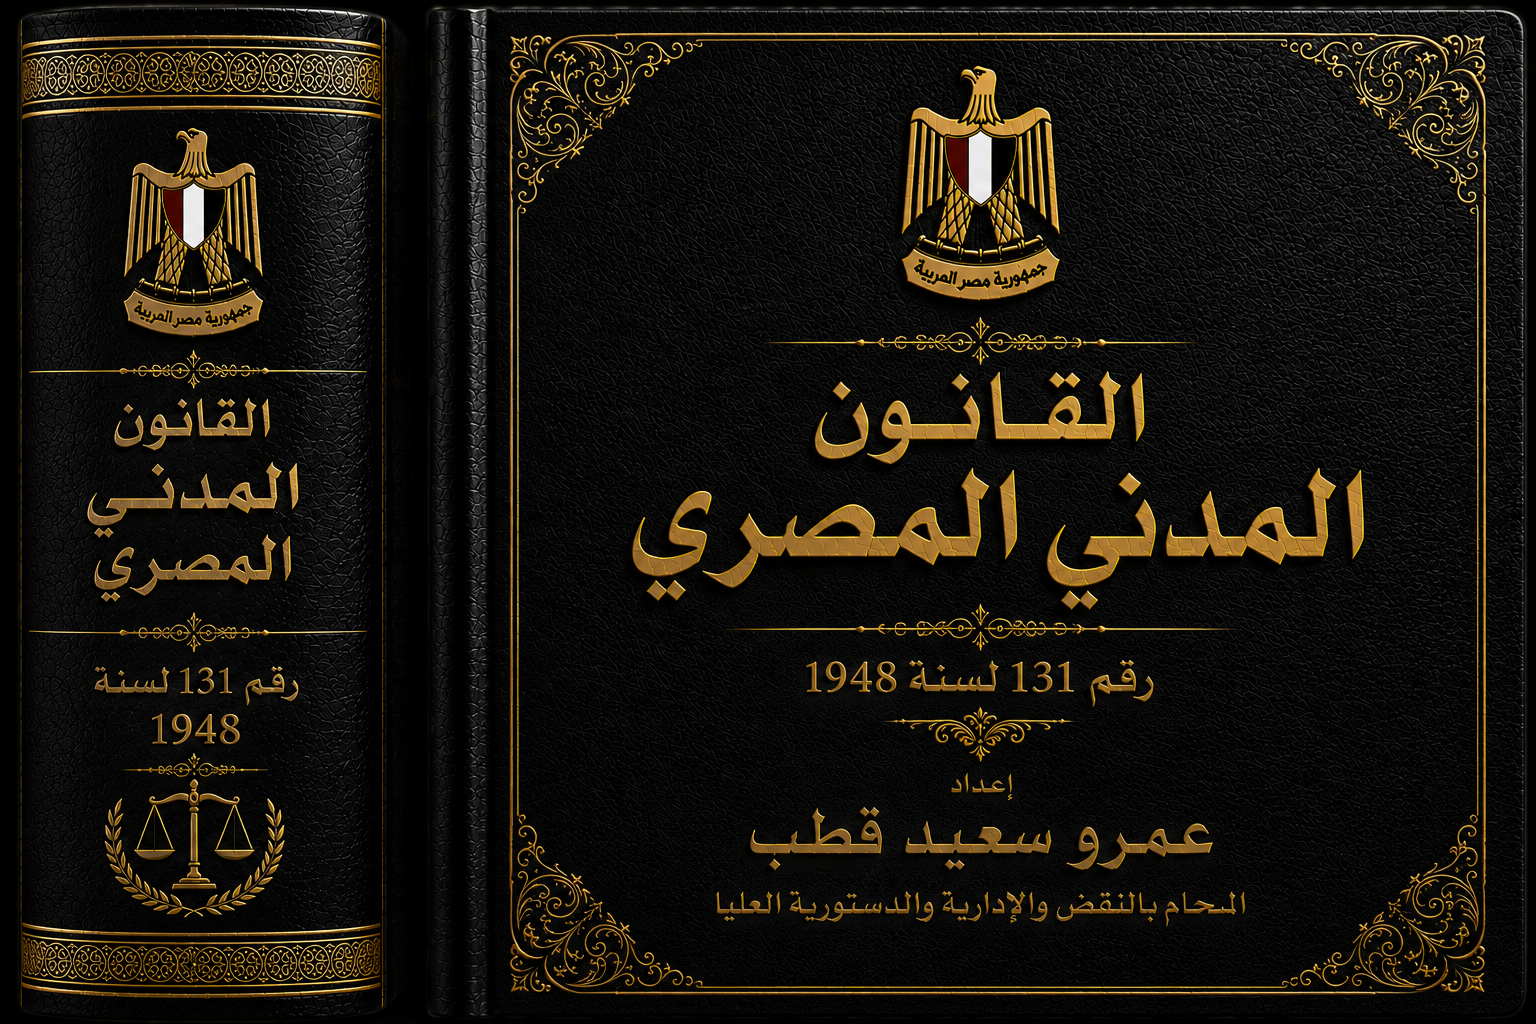 جمهورية مصر العربية
القانون
المدني
المصري
رقم 131 لسنة
1948
جمهورية مصر العربية
القانون
المدني المصري
رقم 131 لسنة 1948
إعداد
عمرو سعيد قطب
المحام بالنقض والإدارية والدستورية العليا